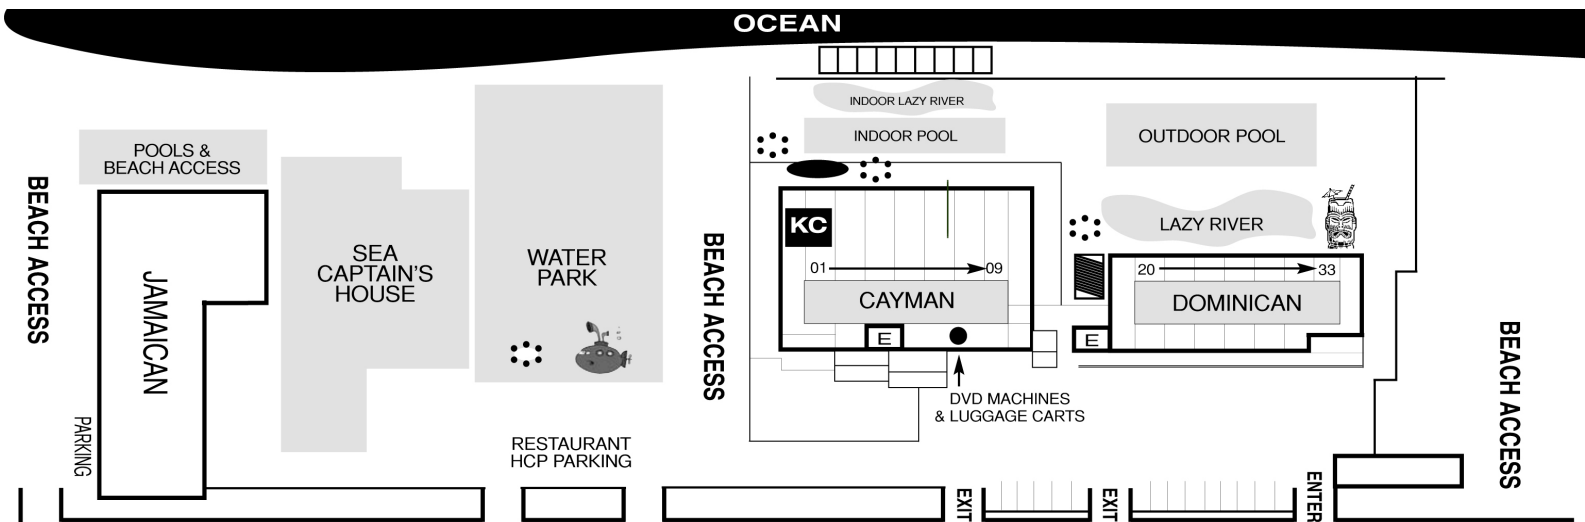 OCEAN
INDOOR LAZY RIVER
INDOOR POOL
OUTDOOR POOL
POOLS &
BEACH ACCESS
BEACH ACCESS
JAMAICAN
PARKING
SEA
CAPTAIN'S
HOUSE
WATER
PARK
BEACH ACCESS
KC
01
09
CAYMAN
E
LAZY RIVER
20
33
DOMINICAN
E
BEACH ACCESS
DVD MACHINES
& LUGGAGE CARTS
RESTAURANT
HCP PARKING
EXIT
EXIT
ENTER